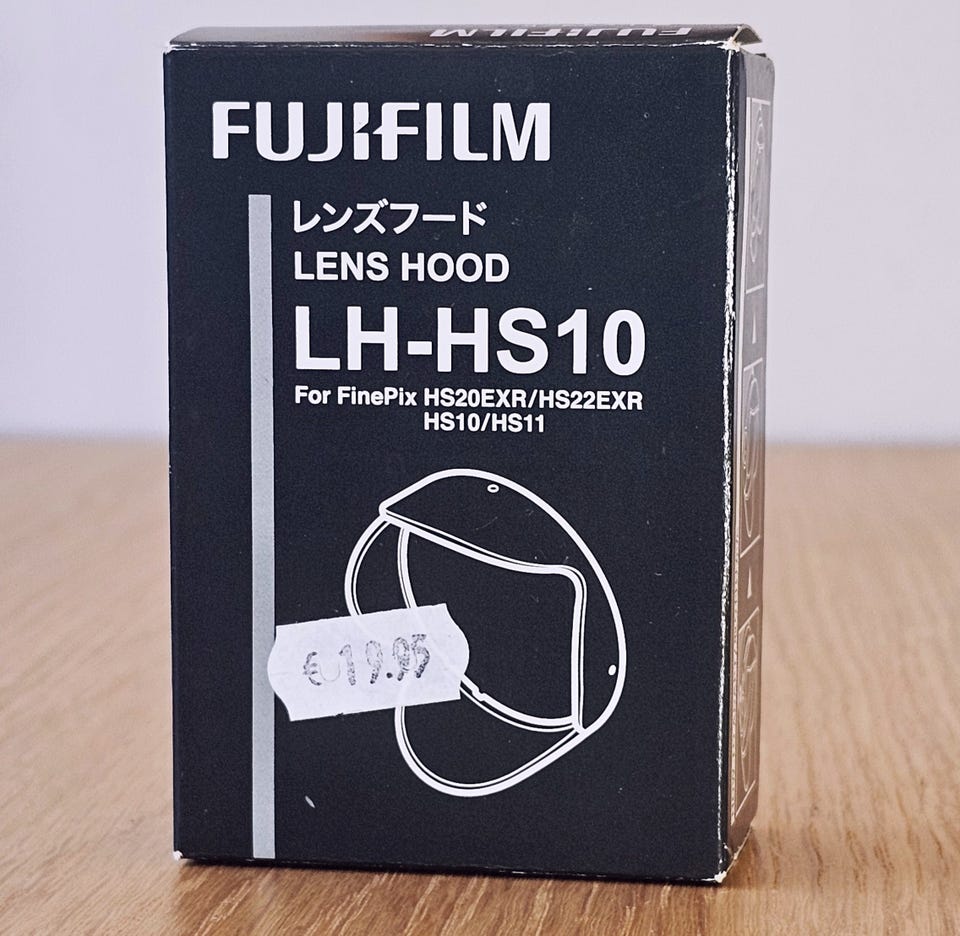 FUJIFILM
FUJIFILM
レンズフード
LENS HOOD
LH-HS10
For FinePix HS20EXR/HS22EXR
HS10/HS11
€19.95